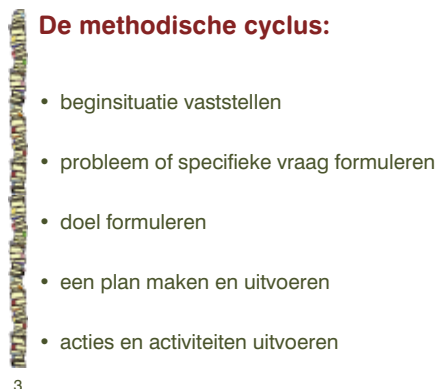 De methodische cyclus:
• beginsituatie vaststellen
• probleem of specifieke vraag formuleren
• doel formuleren
• een plan maken en uitvoeren
• acties en activiteiten uitvoeren
3